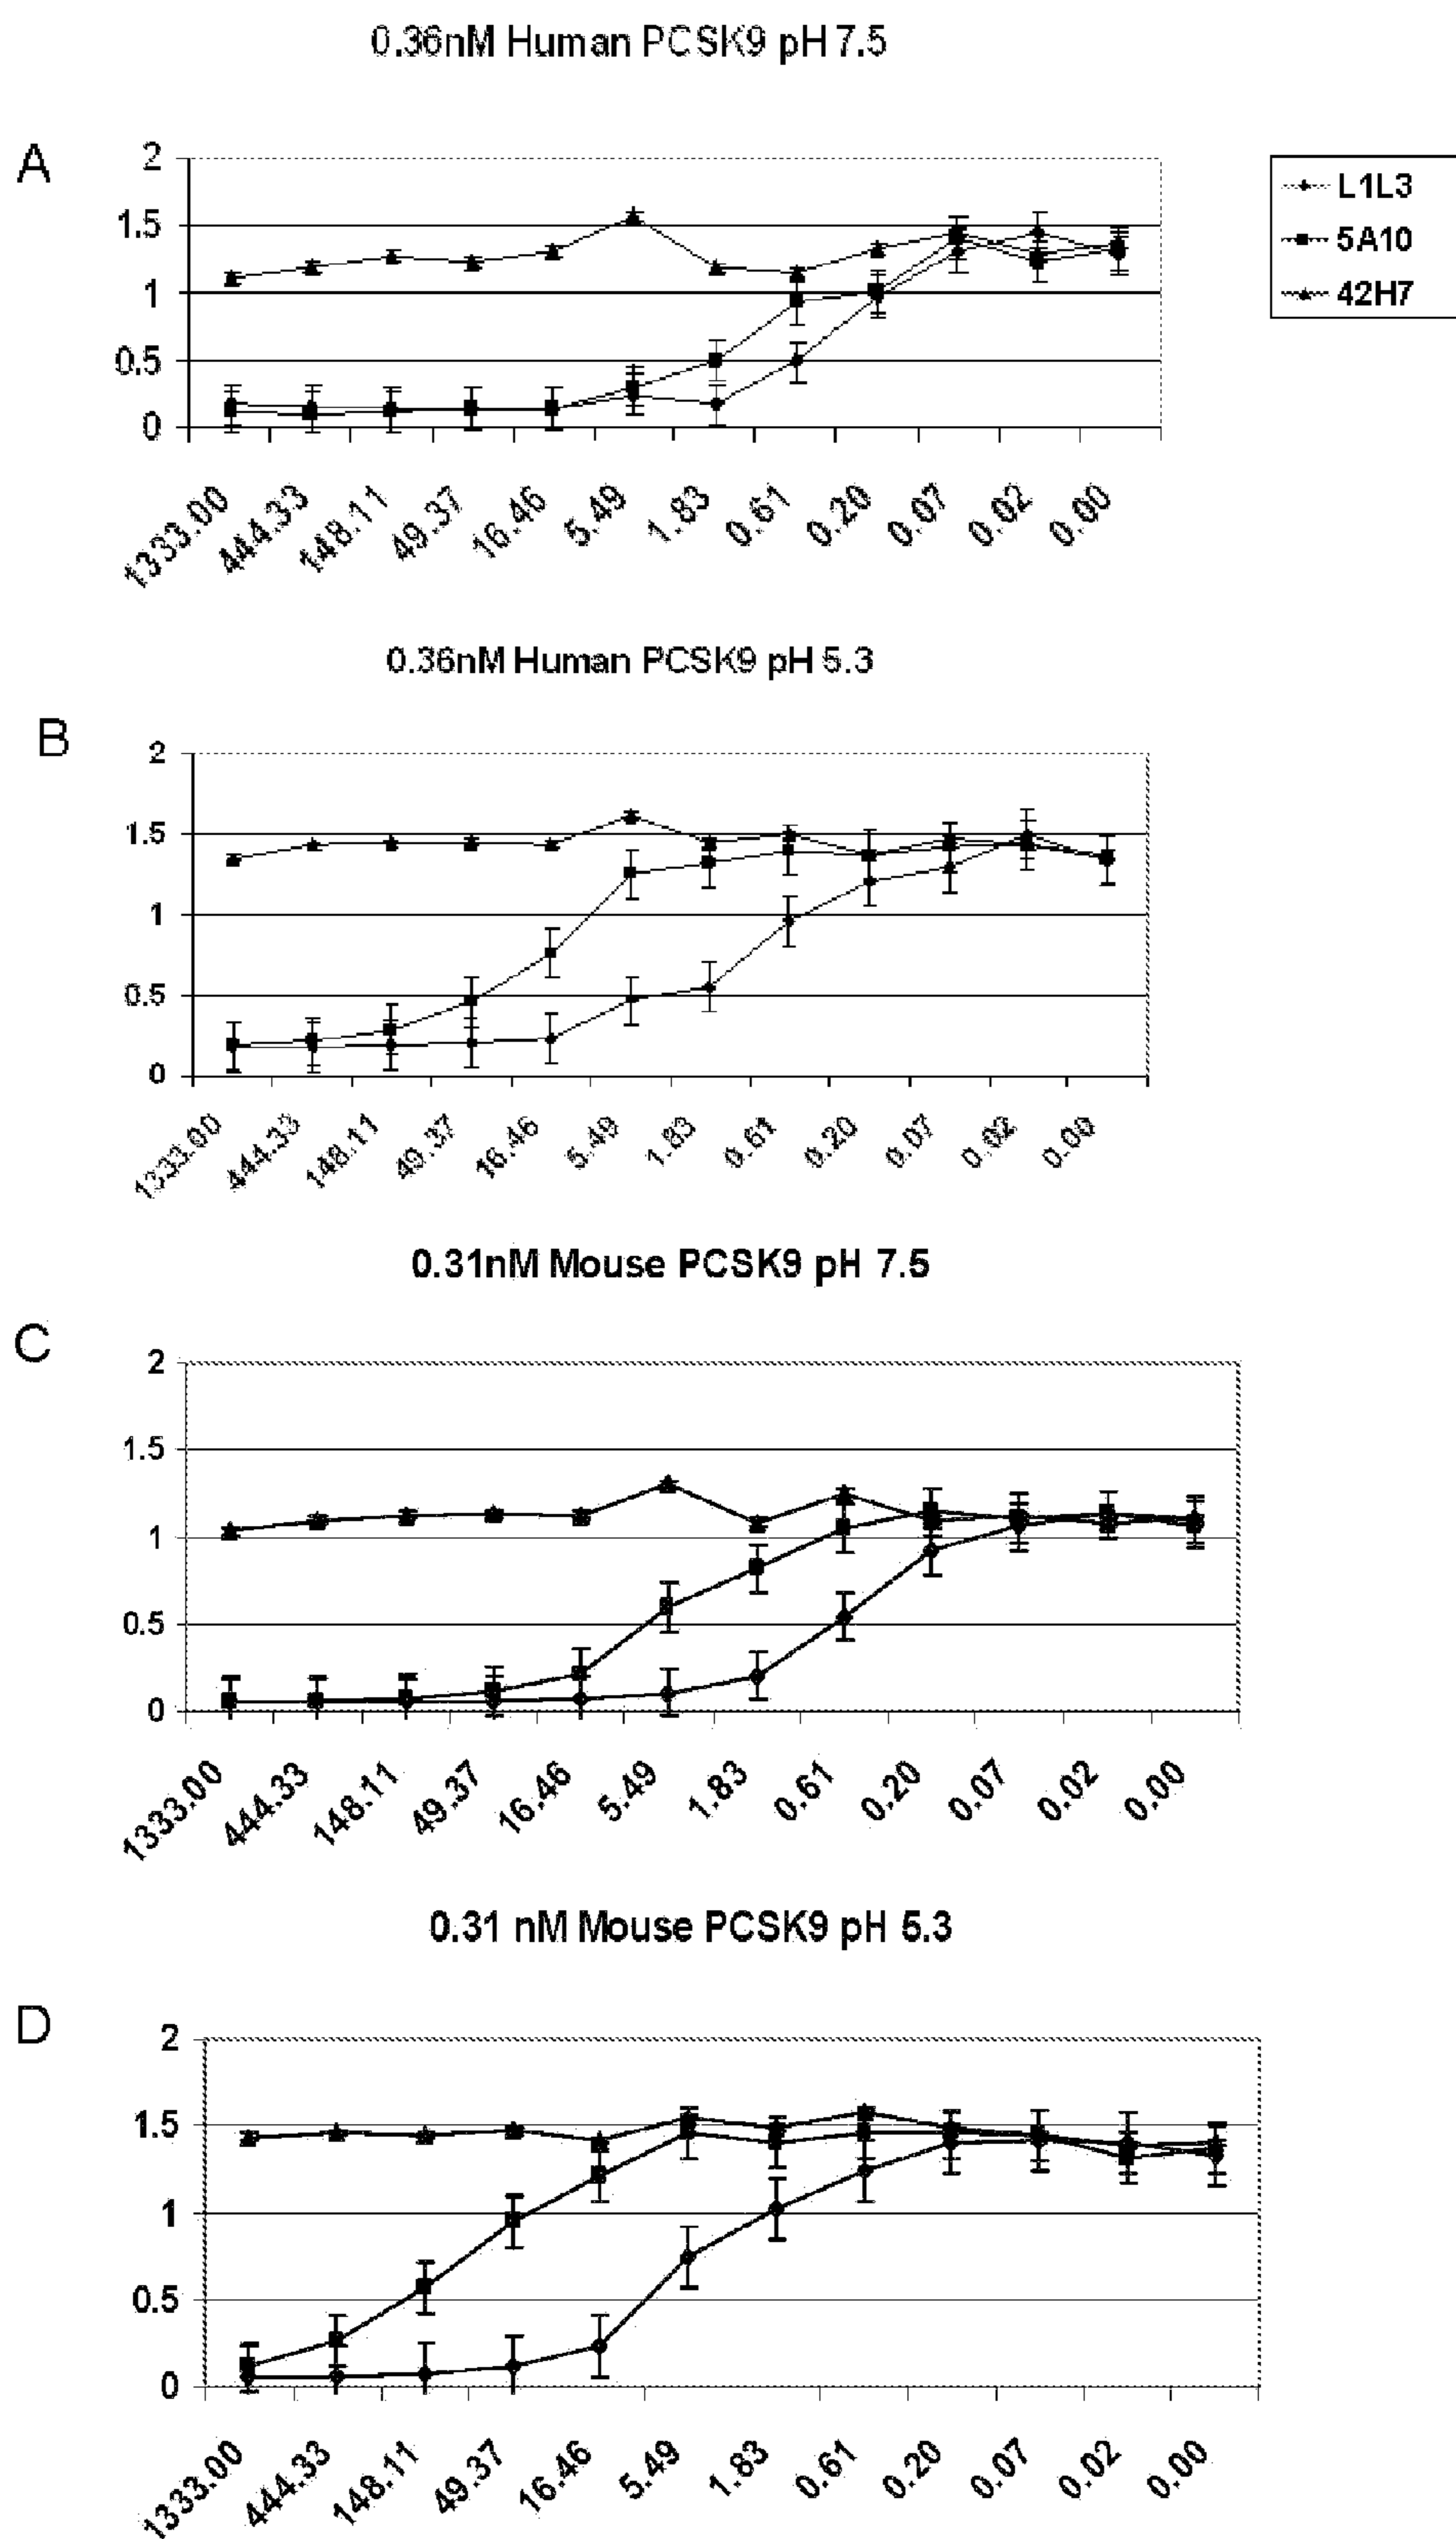 0.36nM Human PCSK9 pH 7.5
A
2
1.5
1
0.5
0
L1L3
5A10
42H7
1333.00 444.33 148.11 49.37 16.46 5.49 1.83 0.61 0.20 0.07 0.02 0.00
0.36nM Human PCSK9 pH 5.3
B
2
1.5
1
0.5
0
1333.00 444.33 148.11 49.37 16.46 5.49 1.83 0.61 0.20 0.07 0.02 0.00
0.31nM Mouse PCSK9 pH 7.5
C
2
1.5
1
0.5
0
1333.00 444.33 148.11 49.37 16.46 5.49 1.83 0.61 0.20 0.07 0.02 0.00
0.31 nM Mouse PCSK9 pH 5.3
D
2
1.5
1
0.5
0
1333.00 444.33 148.11 49.37 16.46 5.49 1.83 0.61 0.20 0.07 0.02 0.00